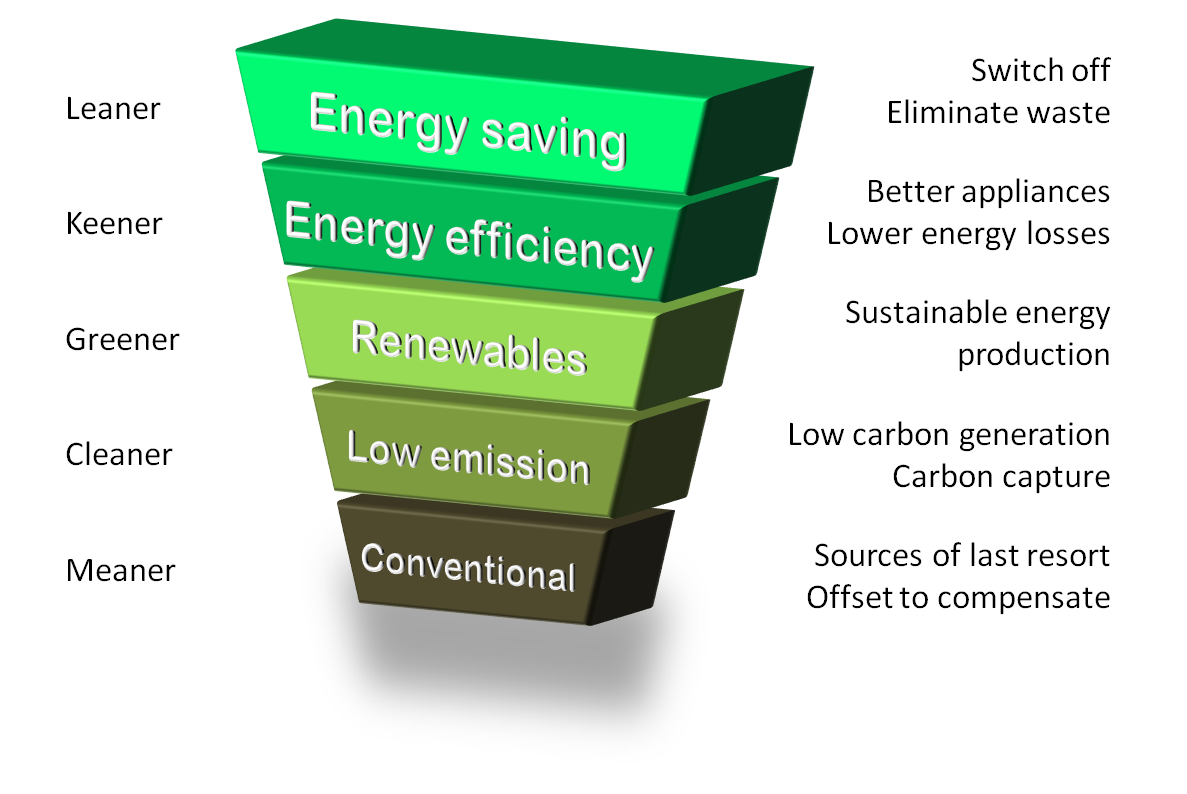 Leaner
Energy saving
Switch off
Eliminate waste
Keener
Energy efficiency
Better appliances
Lower energy losses
Greener
Renewables
Sustainable energy
production
Cleaner
Low emission
Low carbon generation
Carbon capture
Meaner
Conventional
Sources of last resort
Offset to compensate